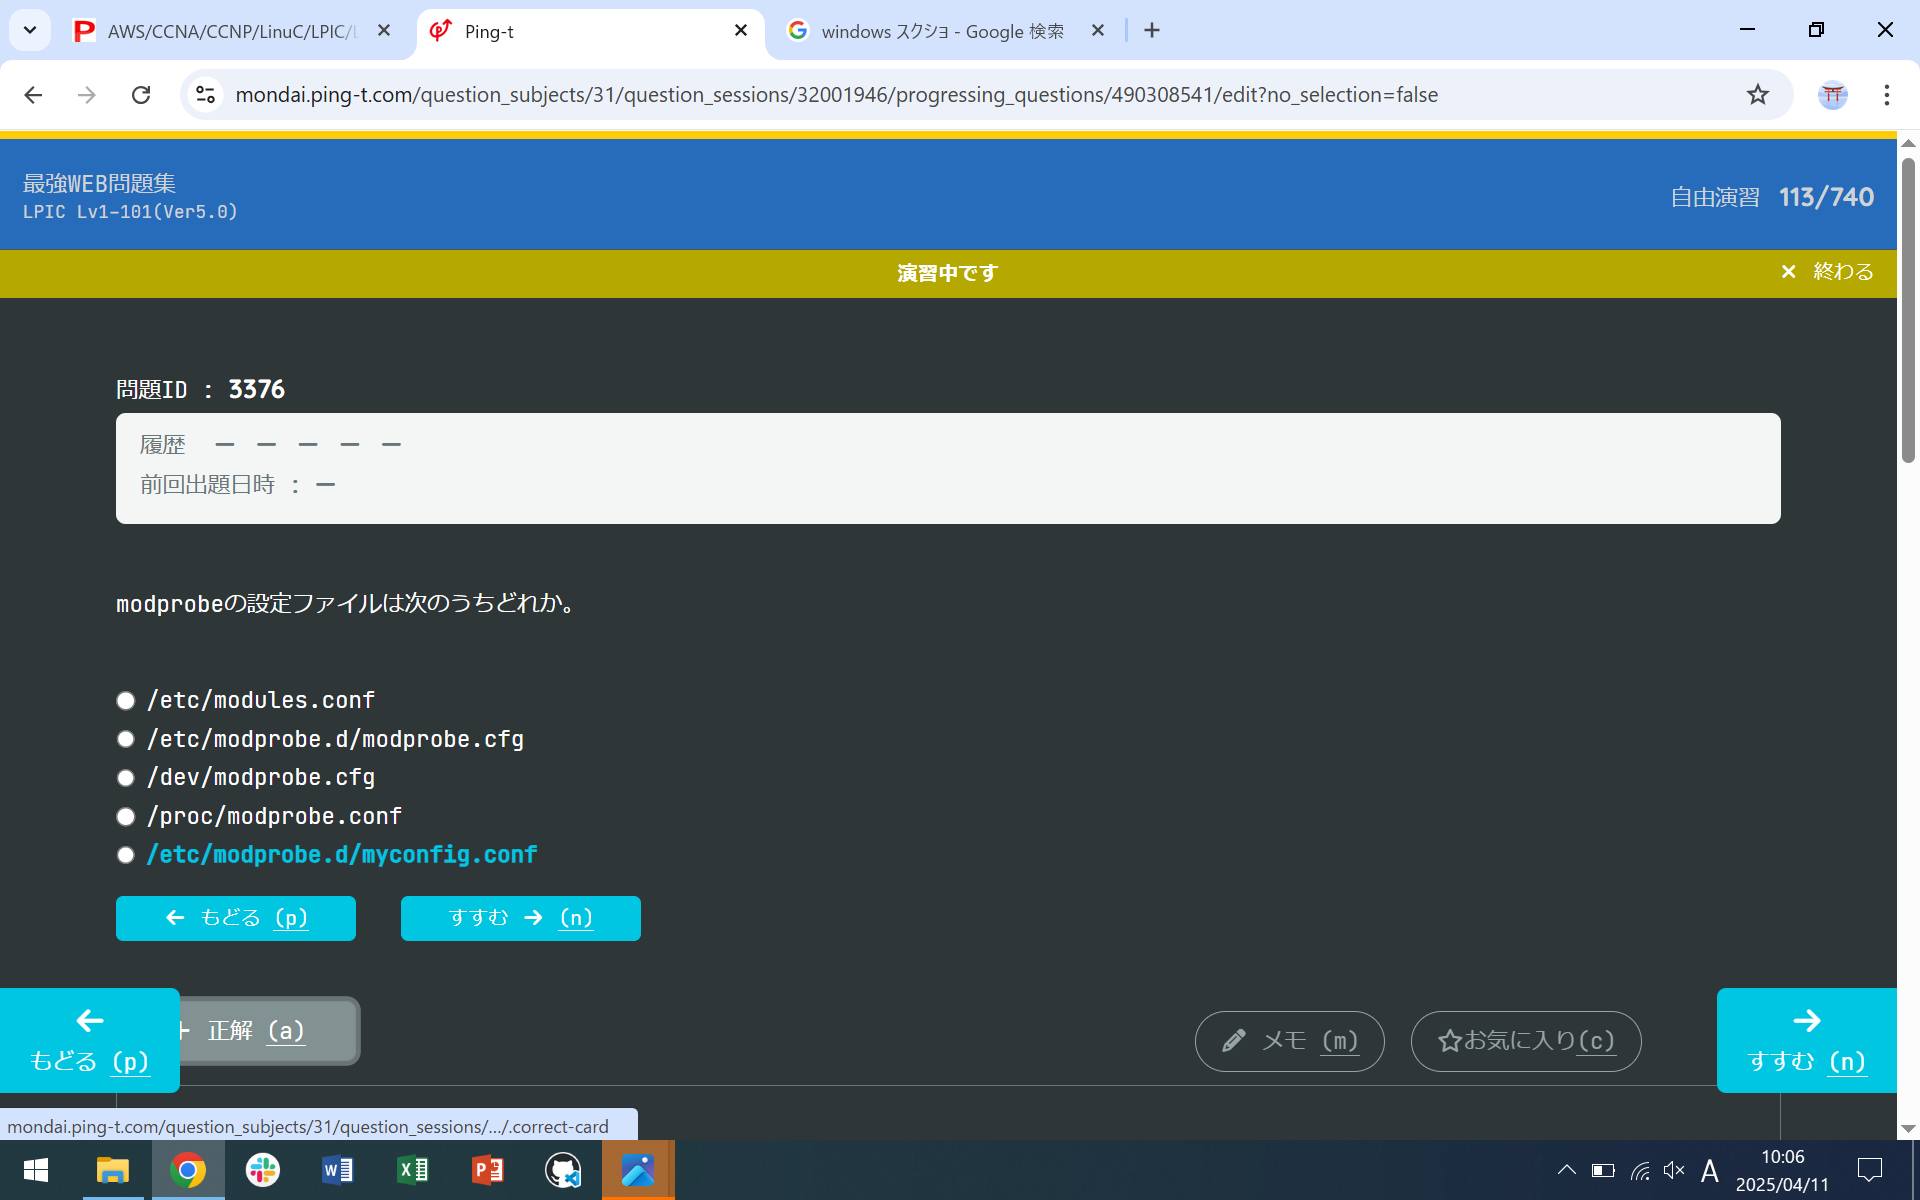 AWS/CCNA/CCNP/LinuC/LPIC/
Ping-t
windows スクショ - Google 検索
mondai.ping-t.com/question_subjects/31/question_sessions/32001946/progressing_questions/490308541/edit?no_selection=false
最強WEB問題集
LPIC Lv1-101(Ver5.0)
自由演習 113/740
演習中です
× 終わる
問題ID : 3376
履歴 ー ー ー ー ー
前回出題日時 : ー
modprobeの設定ファイルは次のうちどれか。
/etc/modules.conf
/etc/modprobe.d/modprobe.cfg
/dev/modprobe.cfg
/proc/modprobe.conf
/etc/modprobe.d/myconfig.conf
← もどる (p)
すすむ → (n)
← もどる (p)
正解 (a)
メモ (m)
☆お気に入り(c)
→ すすむ (n)
mondai.ping-t.com/question_subjects/31/question_sessions/.../.correct-card
A
10:06
2025/04/11